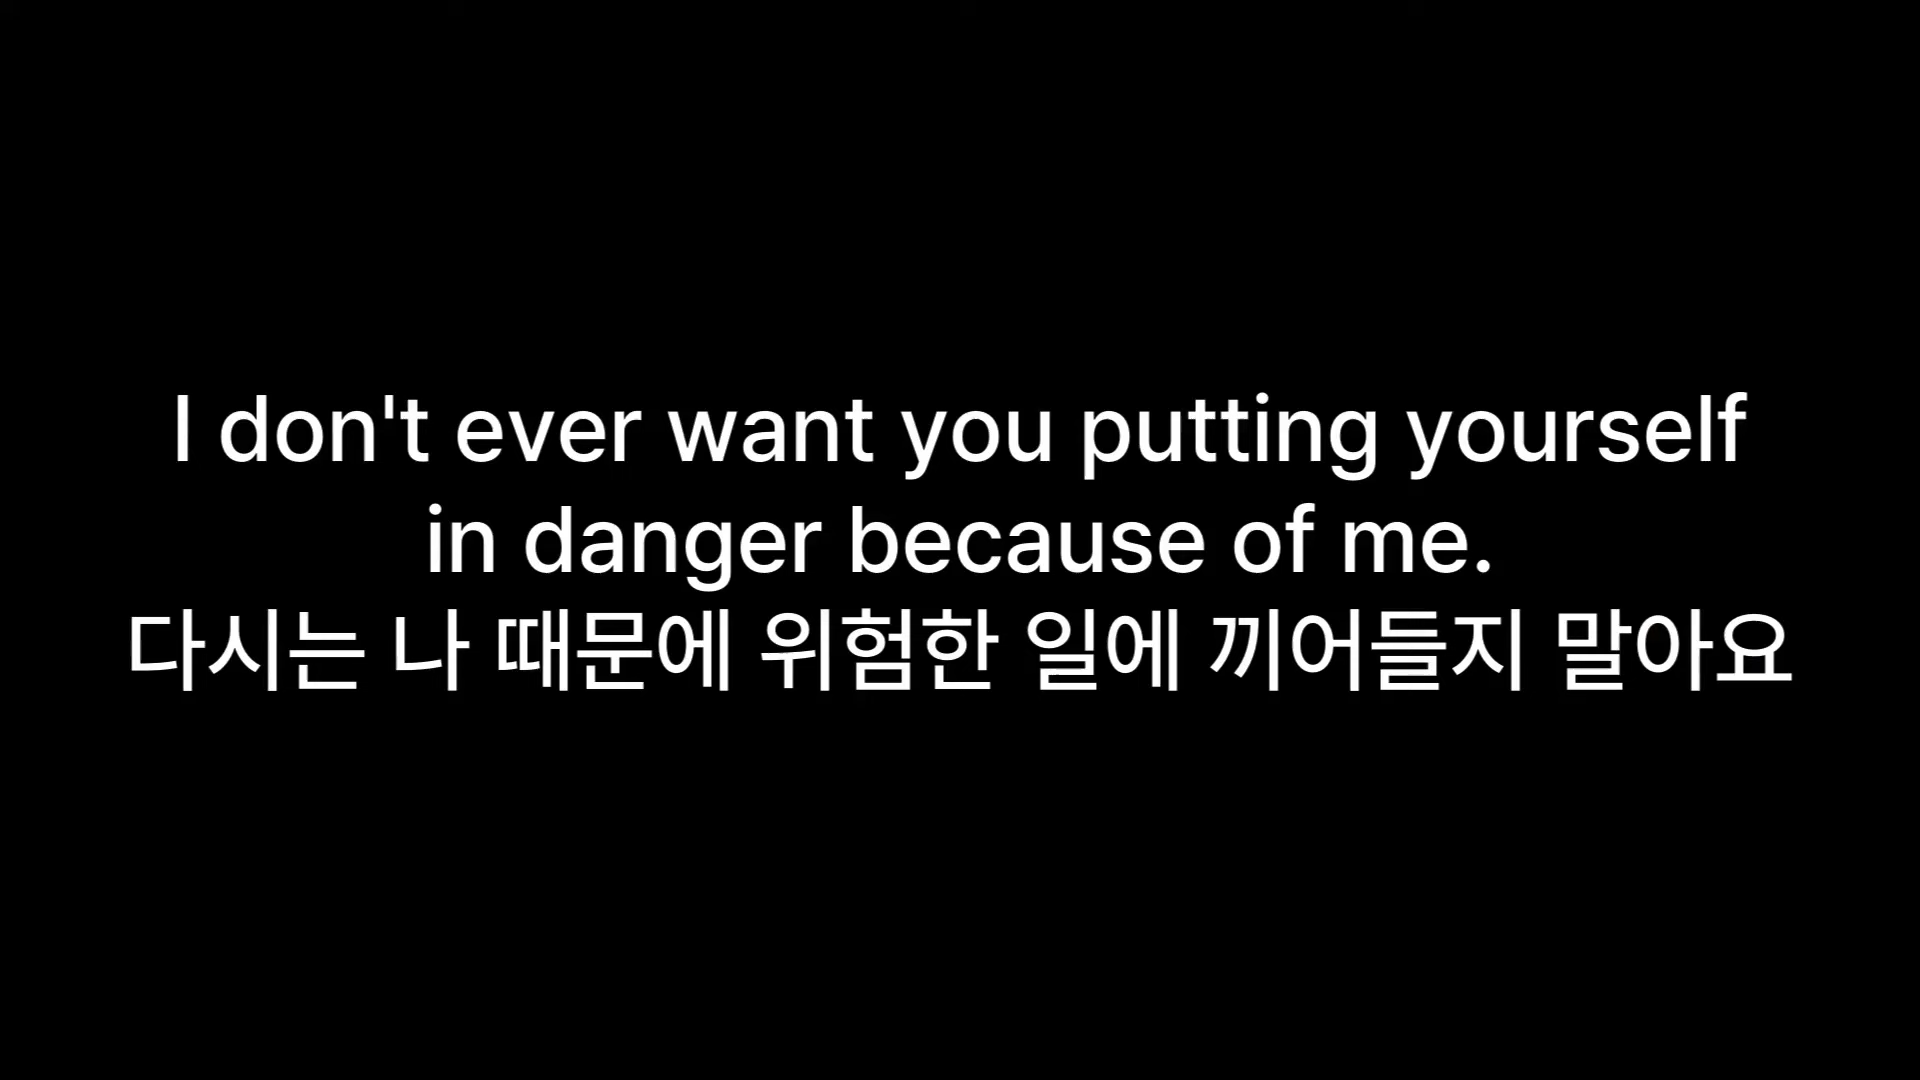 I don't ever want you putting yourself
in danger because of me.
다시는 나 때문에 위험한 일에 끼어들지 말아요